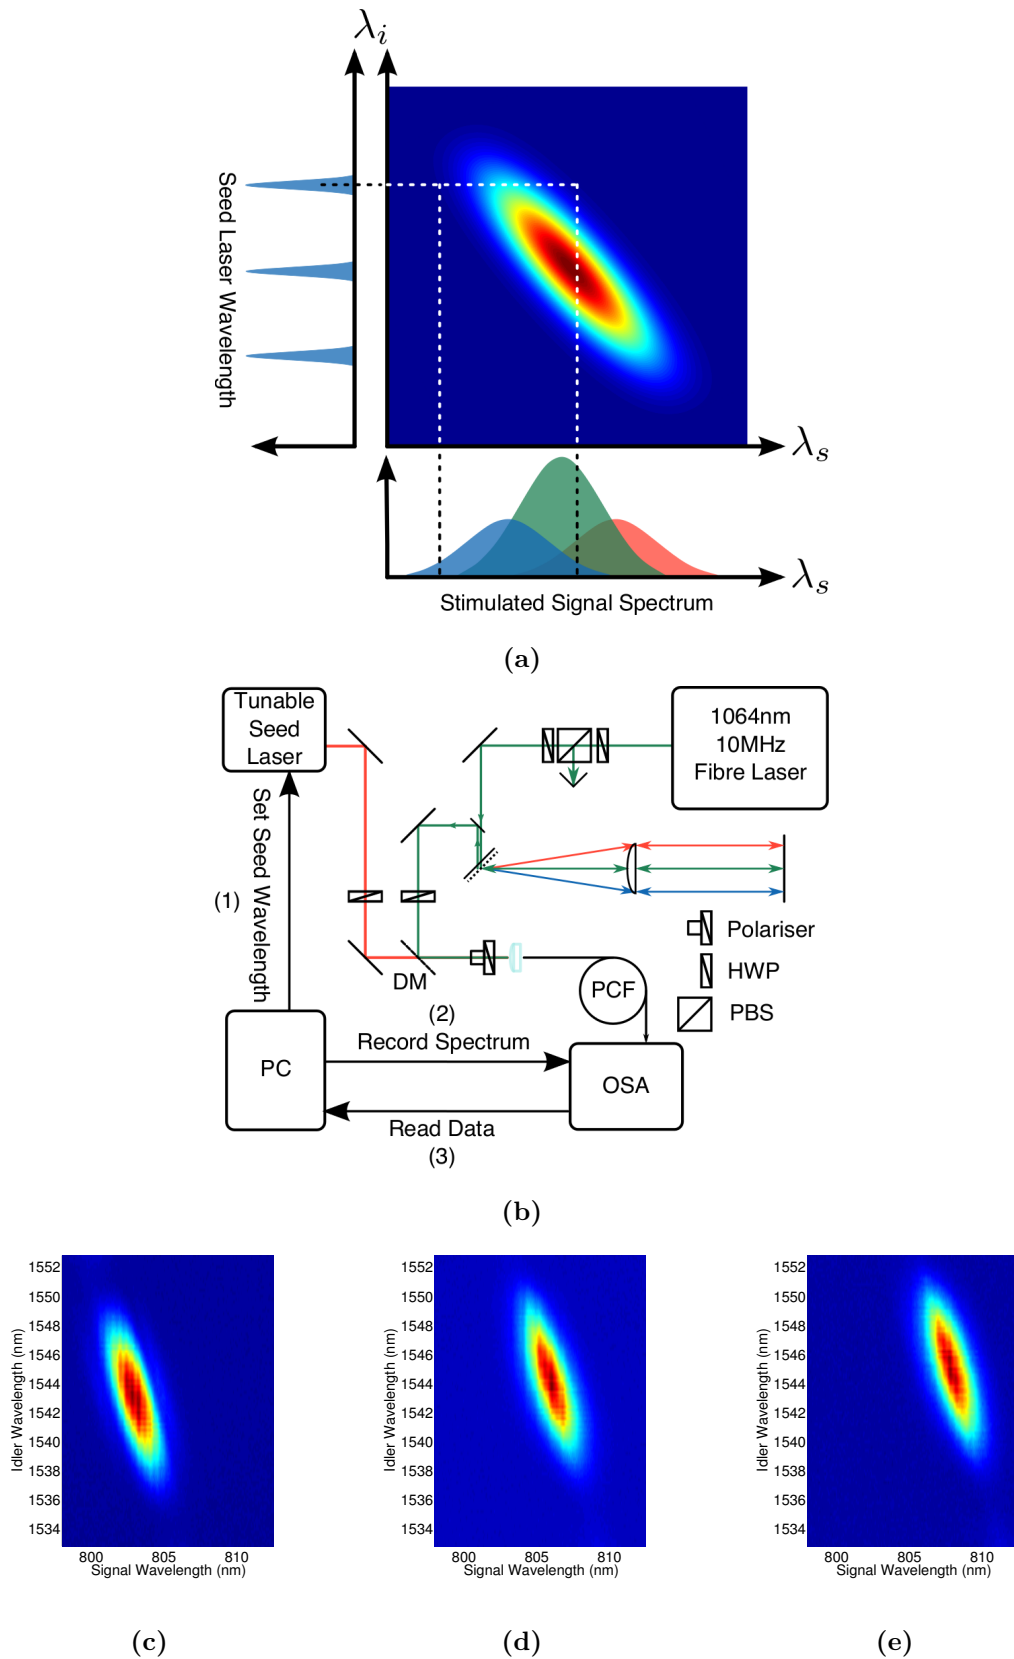 λi
Seed Laser Wavelength
λs
λs
Stimulated Signal Spectrum
(a)
Tunable
Seed
Laser
1064nm
10MHz
Fibre Laser
Set Seed Wavelength
(1)
Polariser
HWP
PBS
DM
(2)
PCF
Record Spectrum
PC
OSA
Read Data
(3)
(b)
Idler Wavelength (nm)
1552
1550
1548
1546
1544
1542
1540
1538
1536
1534
800 805 810
Signal Wavelength (nm)
(c)
Idler Wavelength (nm)
1552
1550
1548
1546
1544
1542
1540
1538
1536
1534
800 805 810
Signal Wavelength (nm)
(d)
Idler Wavelength (nm)
1552
1550
1548
1546
1544
1542
1540
1538
1536
1534
800 805 810
Signal Wavelength (nm)
(e)